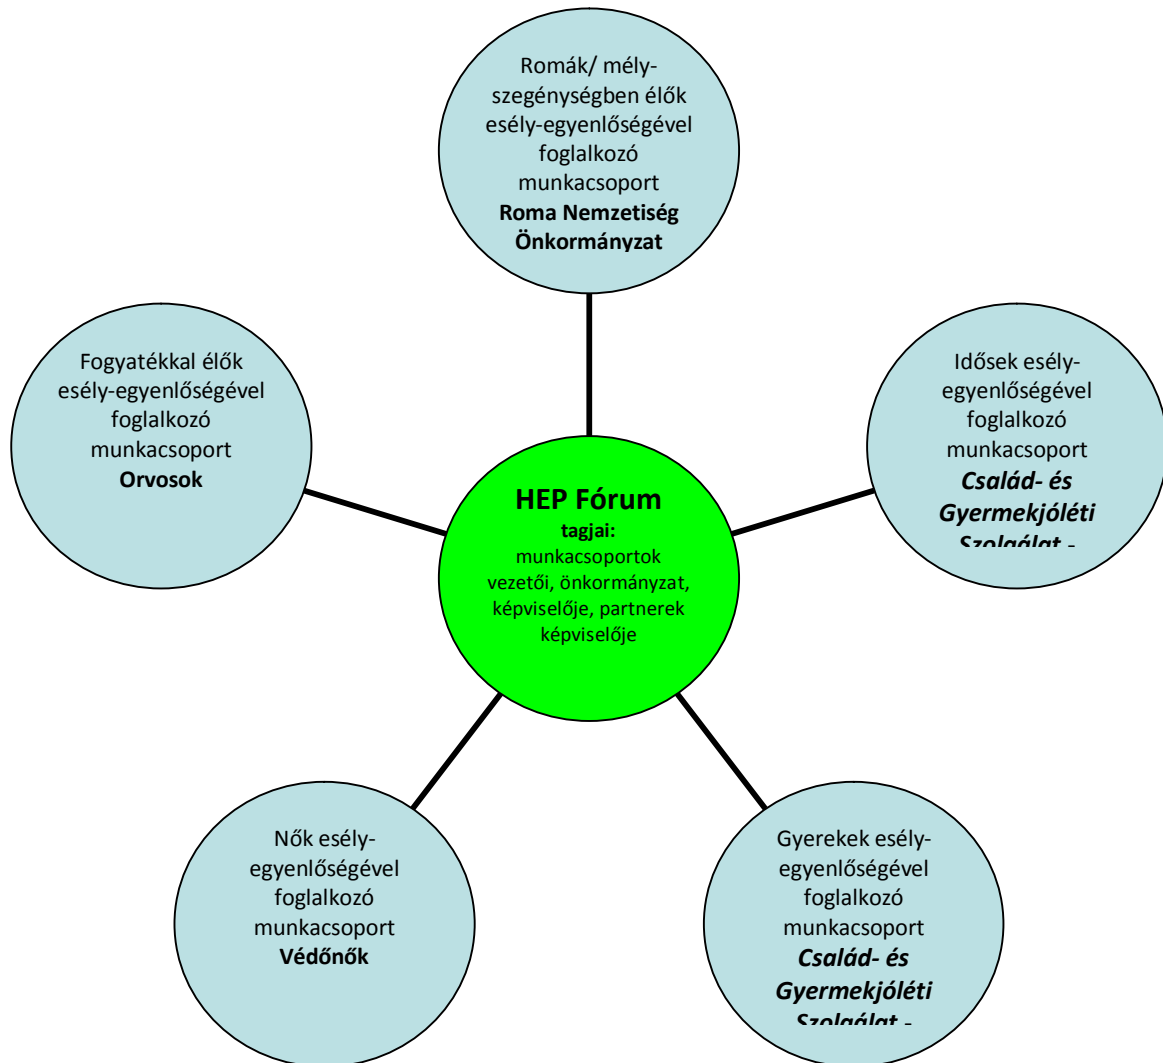 Romák/ mély-
szegénységben élők
esély-egyenlőségével
foglalkozó
munkacsoport
Roma Nemzetiség
Önkormányzat
Fogyatékkal élők
esély-egyenlőségével
foglalkozó
munkacsoport
Orvosok
Idősek esély-
egyenlőségével
foglalkozó
munkacsoport
Család- és
Gyermekjóléti
Szolgálat -
HEP Fórum
tagjai:
munkacsoportok
vezetői, önkormányzat,
képviselője, partnerek
képviselője
Nők esély-
egyenlőségével
foglalkozó
munkacsoport
Védőnők
Gyerekek esély-
egyenlőségével
foglalkozó
munkacsoport
Család- és
Gyermekjóléti
Szolgálat -